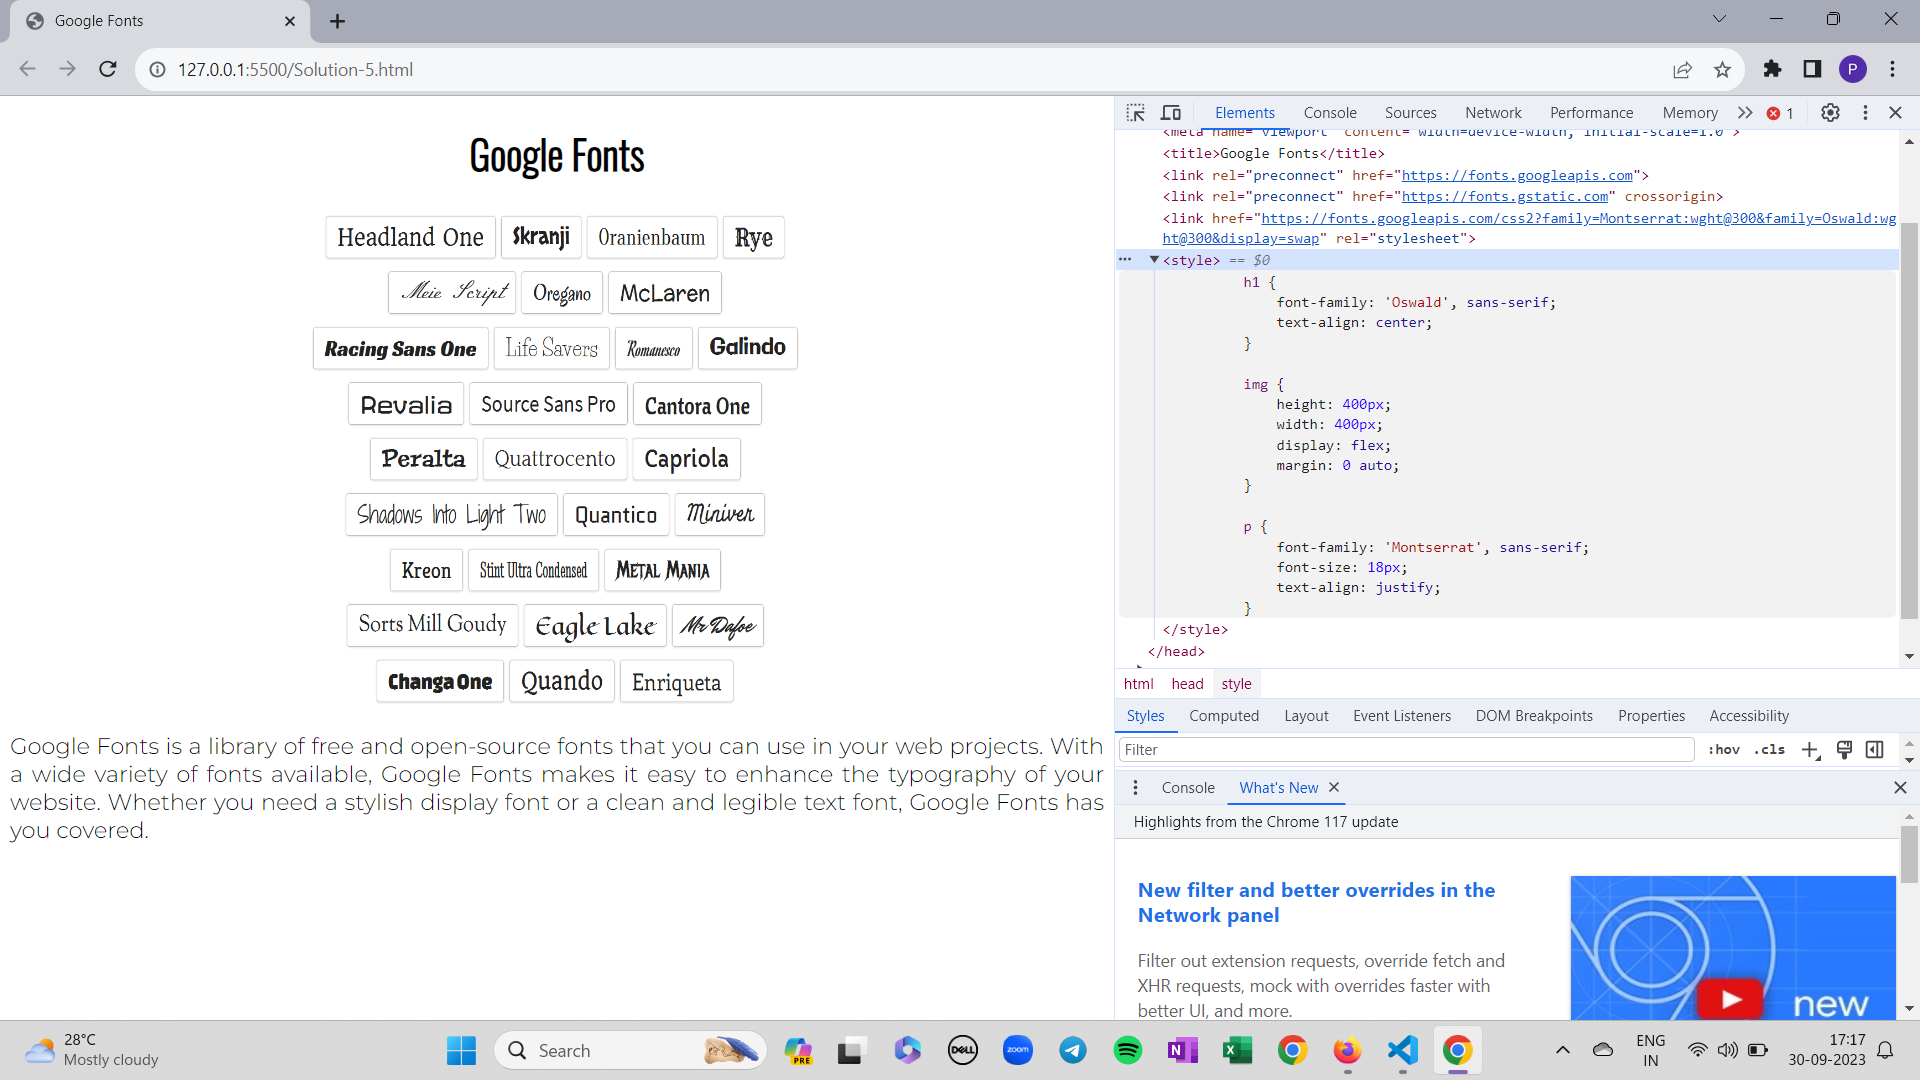 Google Fonts
127.0.0.1:5500/Solution-5.html
P
Google Fonts
Headland One Skranji Oranienbaum Rye
Meie Script Oregano McLaren
Racing Sans One Life Savers Romanesco Galindo
Revalia Source Sans Pro Cantora One
Peralta Quattrocento Capriola
Shadows Into Light Two Quantico Miniver
Kreon Stint Ultra Condensed Metal Mania
Sorts Mill Goudy Eagle Lake Mr Dafoe
Changa One Quando Enriqueta
Google Fonts is a library of free and open-source fonts that you can use in your web projects. With
a wide variety of fonts available, Google Fonts makes it easy to enhance the typography of your
website. Whether you need a stylish display font or a clean and legible text font, Google Fonts has
you covered.
Elements Console Sources Network Performance Memory 1
<meta name="viewport" content="width=device-width, initial-scale=1.0">
<title>Google Fonts</title>
<link rel="preconnect" href="https://fonts.googleapis.com">
<link rel="preconnect" href="https://fonts.gstatic.com" crossorigin>
<link href="https://fonts.googleapis.com/css2?family=Montserrat:wght@300&family=Oswald:wg
ht@300&display=swap" rel="stylesheet">
<style> == $0
h1 {
font-family: 'Oswald', sans-serif;
text-align: center;
}
img {
height: 400px;
width: 400px;
display: flex;
margin: 0 auto;
}
p {
font-family: 'Montserrat', sans-serif;
font-size: 18px;
text-align: justify;
}
</style>
</head>
html head style
Styles Computed Layout Event Listeners DOM Breakpoints Properties Accessibility
Filter :hov .cls
Console What's New
Highlights from the Chrome 117 update
New filter and better overrides in the
Network panel
Filter out extension requests, override fetch and
XHR requests, mock with overrides faster with
better UI, and more.
new
28°C
Mostly cloudy
Search
PRE
DELL
zoom
ENG
IN
17:17
30-09-2023